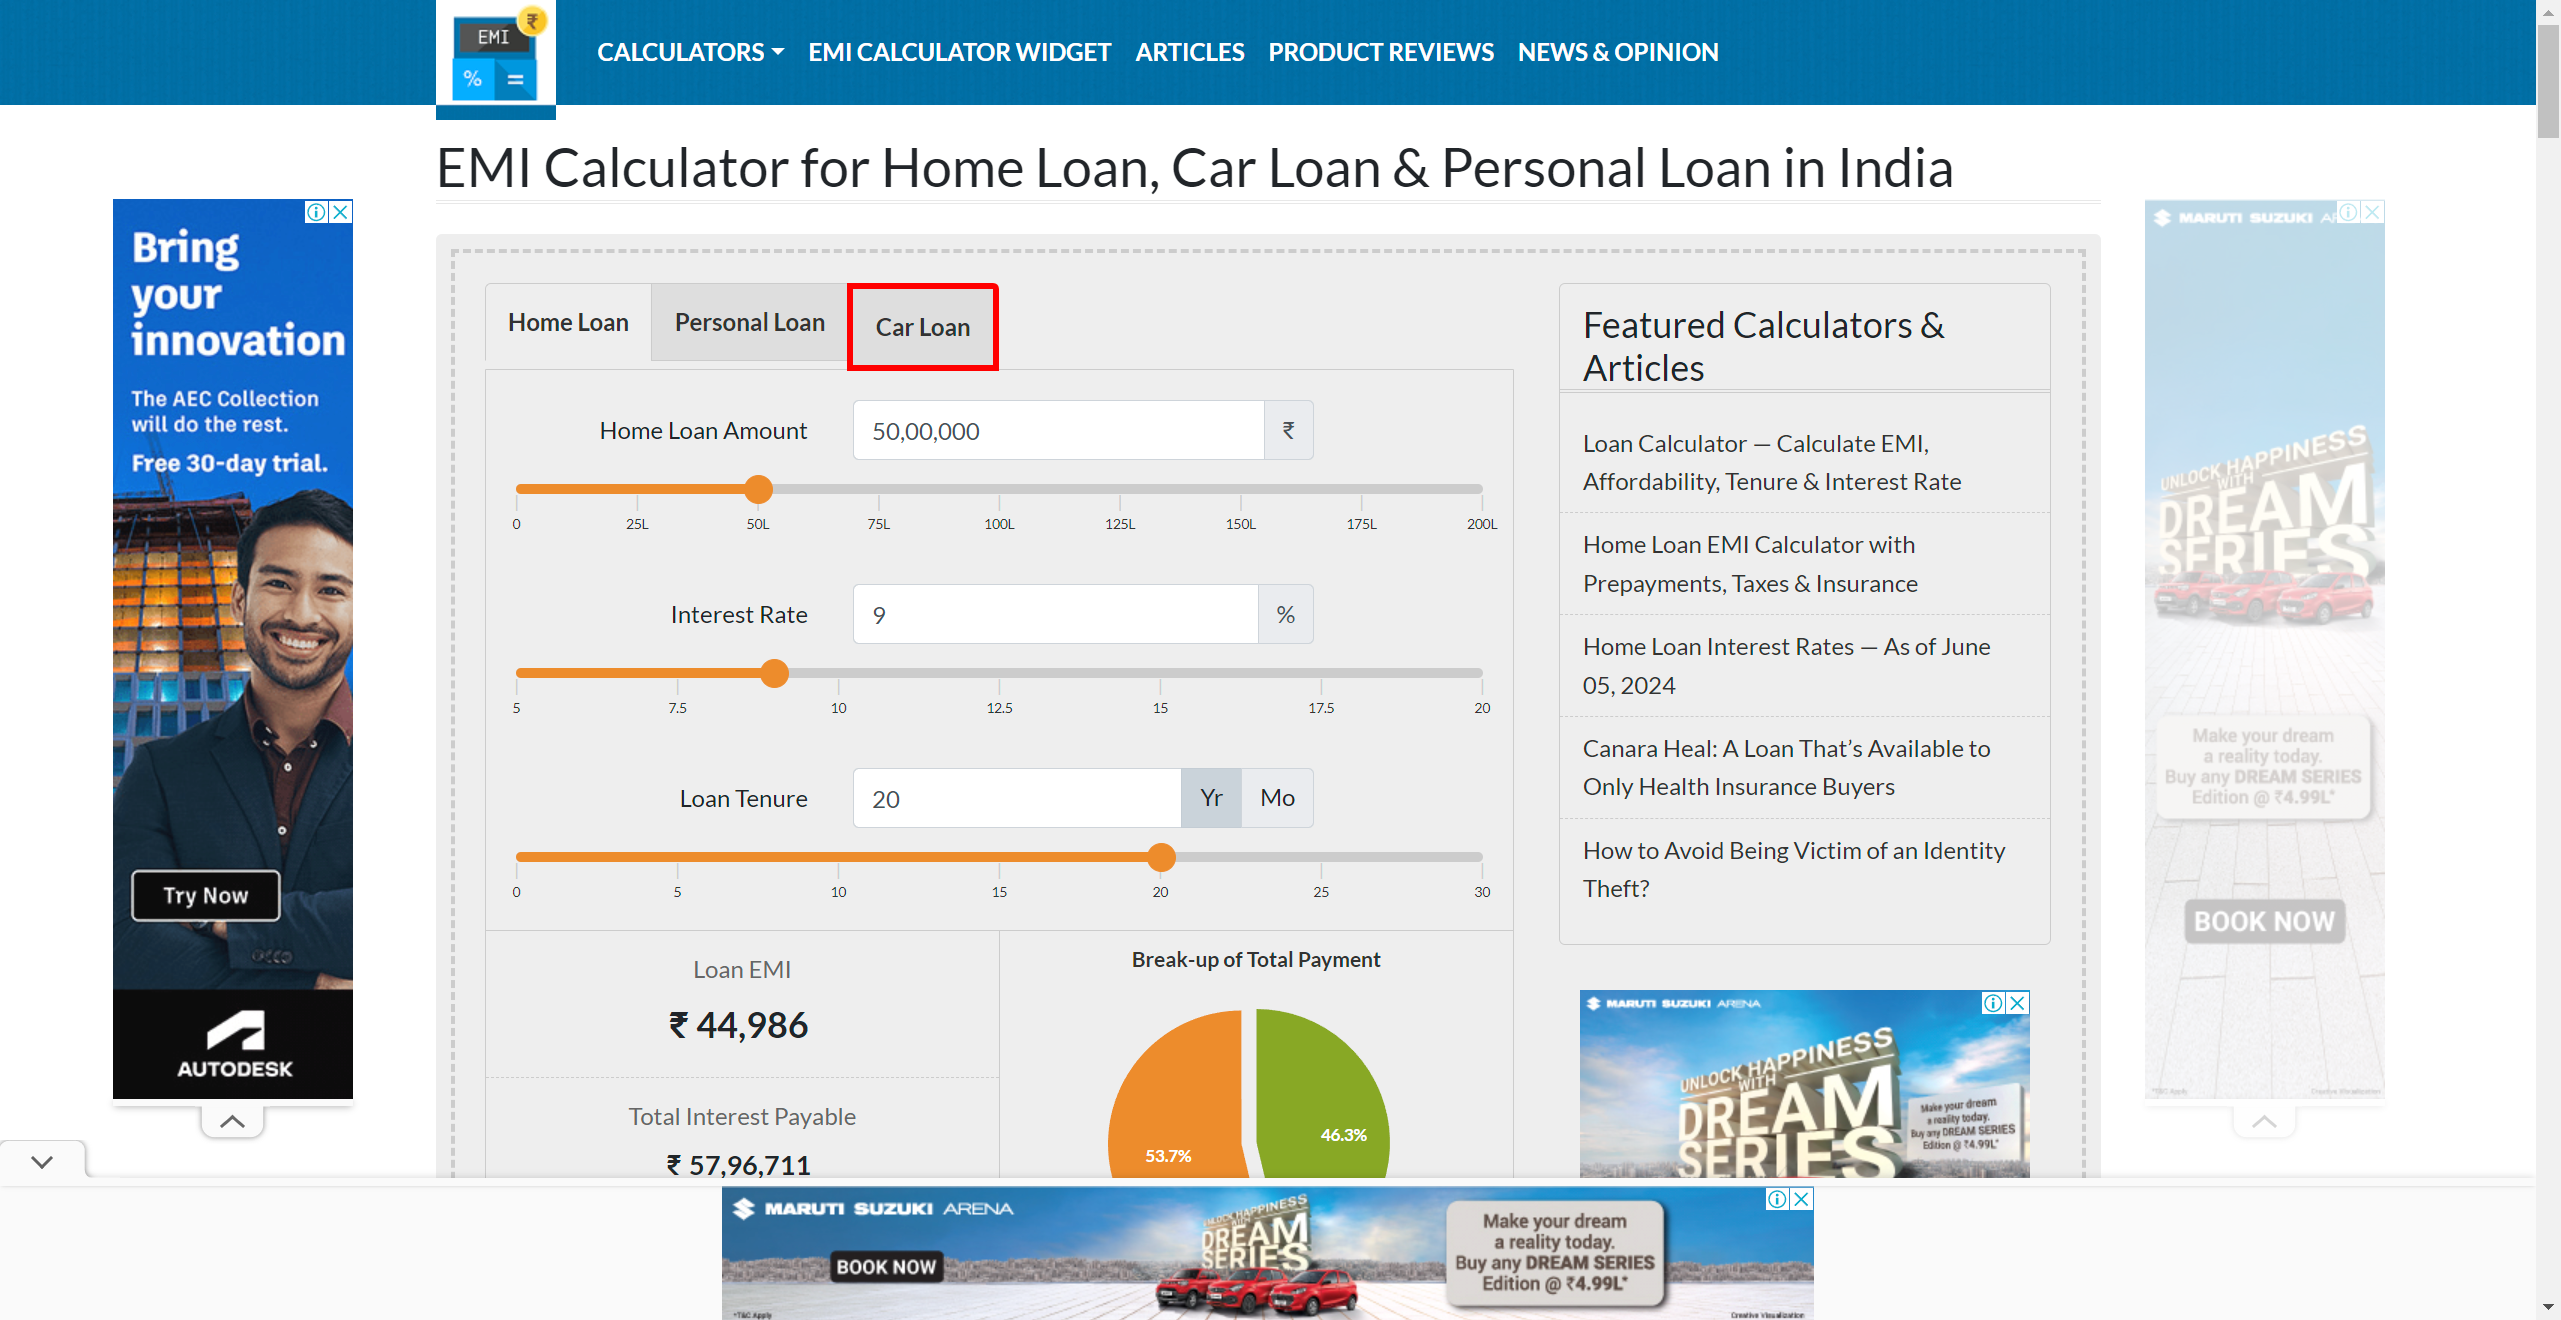 EMI
₹
%
=
CALCULATORS
EMI CALCULATOR WIDGET
ARTICLES
PRODUCT REVIEWS
NEWS & OPINION
EMI Calculator for Home Loan, Car Loan & Personal Loan in India
Bring
your
innovation
The AEC Collection
will do the rest.
Free 30-day trial.
Try Now
AUTODESK
Home Loan
Personal Loan
Car Loan
Home Loan Amount
50,00,000
₹
0 25L 50L 75L 100L 125L 150L 175L 200L
Interest Rate
9
%
5 7.5 10 12.5 15 17.5 20
Loan Tenure
20
Yr
Mo
0 5 10 15 20 25 30
Loan EMI
₹ 44,986
Total Interest Payable
₹ 57,96,711
Break-up of Total Payment
53.7%
46.3%
Featured Calculators &
Articles
Loan Calculator — Calculate EMI,
Affordability, Tenure & Interest Rate
Home Loan EMI Calculator with
Prepayments, Taxes & Insurance
Home Loan Interest Rates — As of June
05, 2024
Canara Heal: A Loan That’s Available to
Only Health Insurance Buyers
How to Avoid Being Victim of an Identity
Theft?
MARUTI SUZUKI ARENA
UNLOCK HAPPINESS
WITH
DREAM
SERIES
Make your dream
a reality today.
Buy any DREAM SERIES
Edition @ ₹4.99L*
MARUTI SUZUKI
UNLOCK HAPPINESS
WITH
DREAM
SERIES
Make your dream
a reality today.
Buy any DREAM SERIES
Edition @ ₹4.99L*
BOOK NOW
*T&C Apply
Creative Visualization
MARUTI SUZUKI ARENA
BOOK NOW
UNLOCK HAPPINESS
WITH
DREAM
SERIES
Make your dream
a reality today.
Buy any DREAM SERIES
Edition @ ₹4.99L*
*T&C Apply
Creative Visualization